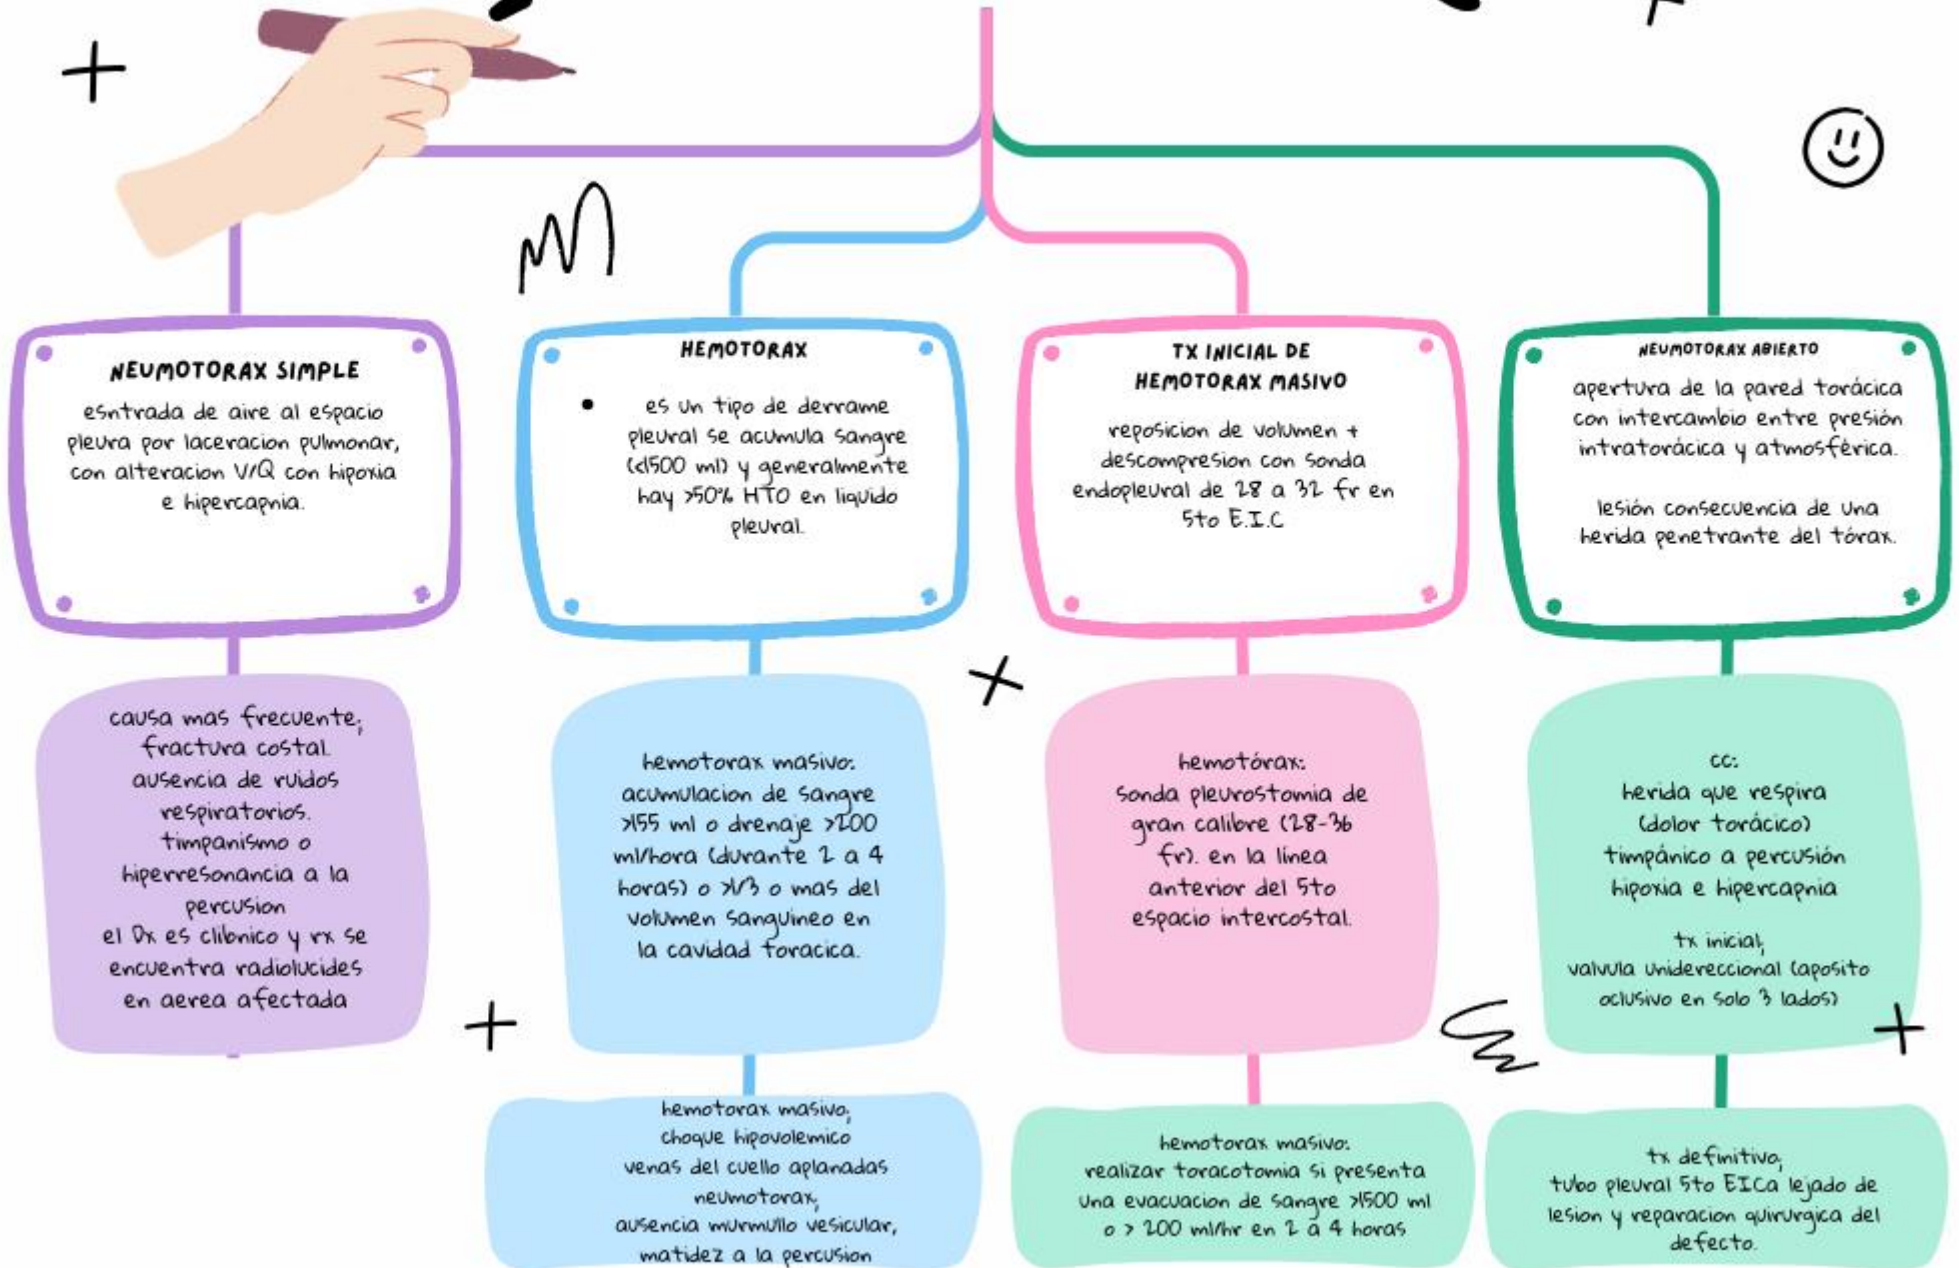 NEUMOTORAX SIMPLE
esntrada de aire al espacio
pleura por laceracion pulmonar,
con alteracion V/Q con hipoxia
e hipercapnia.
causa mas frecuente;
fractura costal.
ausencia de ruidos
respiratorios.
timpanismo o
hiperresonancia a la
percusion
el Dx es clibnico y rx se
encuentra radiolucides
en aerea afectada
HEMOTORAX
• es un tipo de derrame
pleural se acumula sangre
(<1500 ml) y generalmente
hay >50% HTO en liquido
pleural.
hemotorax masivo:
acumulacion de sangre
>155 ml o drenaje >200
ml/hora (durante 2 a 4
horas) o >1/3 o mas del
volumen sanguineo en
la cavidad toracica.
hemotorax masivo;
choque hipovolemico
venas del cuello aplanadas
neumotorax;
ausencia murmullo vesicular,
matidez a la percusion
TX INICIAL DE
HEMOTORAX MASIVO
reposicion de volumen +
descompresion con sonda
endopleural de 28 a 32 fr en
5to E.I.C
hemotórax:
sonda pleurostomia de
gran calibre (28-36
fr). en la línea
anterior del 5to
espacio intercostal.
hemotorax masivo:
realizar toracotomia si presenta
una evacuacion de sangre >1500 ml
o > 200 ml/hr en 2 a 4 horas
NEUMOTORAX ABIERTO
apertura de la pared torácica
con intercambio entre presión
intratorácica y atmosférica.
lesión consecuencia de una
herida penetrante del tórax.
cc:
herida que respira
(dolor torácico)
timpánico a percusión
hipoxia e hipercapnia
tx inicial;
valvula unidereccional (aposito
oclusivo en solo 3 lados)
tx definitivo;
tubo pleural 5to EICa lejado de
lesion y reparacion quirurgica del
defecto.